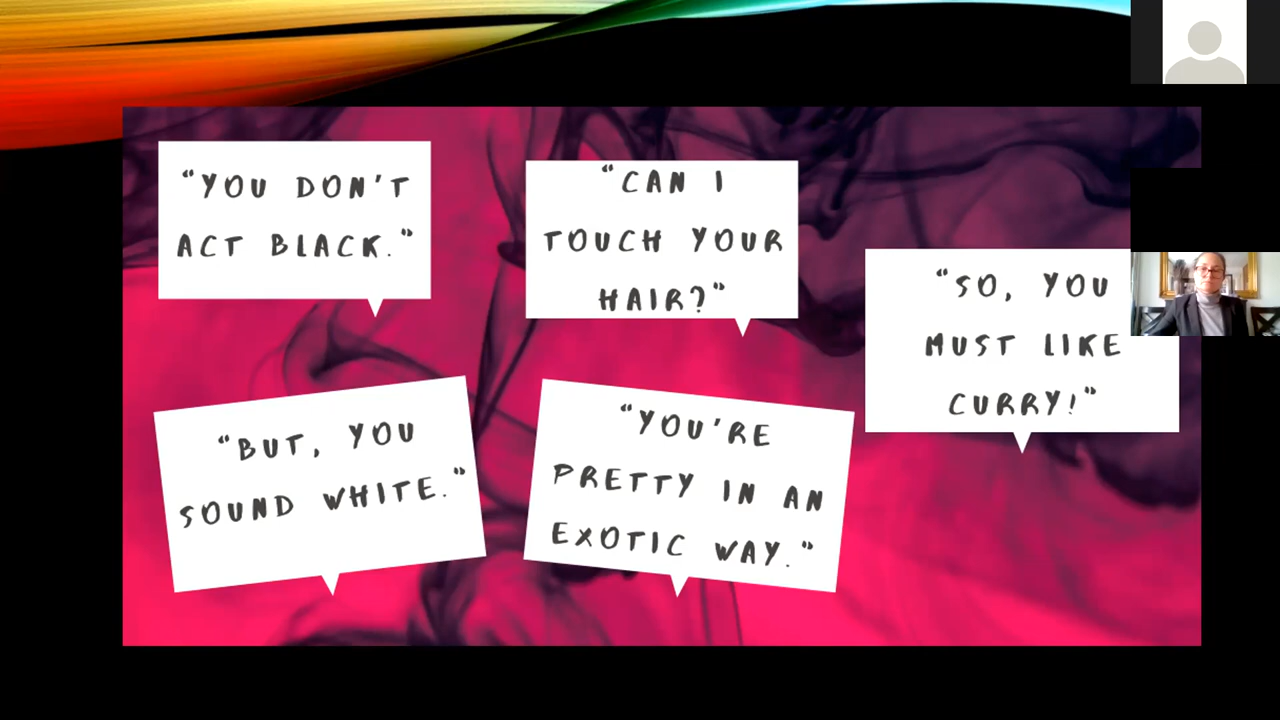 “YOU DON’T
ACT BLACK.”
“CAN I
TOUCH YOUR
HAIR?”
“SO, YOU
MUST LIKE
CURRY!”
“BUT, YOU
SOUND WHITE.”
“YOU’RE
PRETTY IN AN
EXOTIC WAY.”